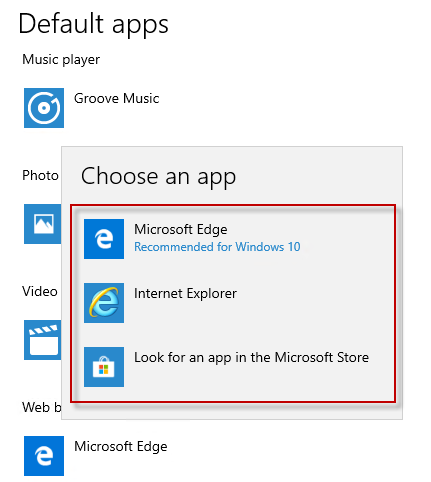 Default apps
Music player
Groove Music
Photo
Choose an app
Microsoft Edge
Recommended for Windows 10
Video
Internet Explorer
Look for an app in the Microsoft Store
Web b
Microsoft Edge